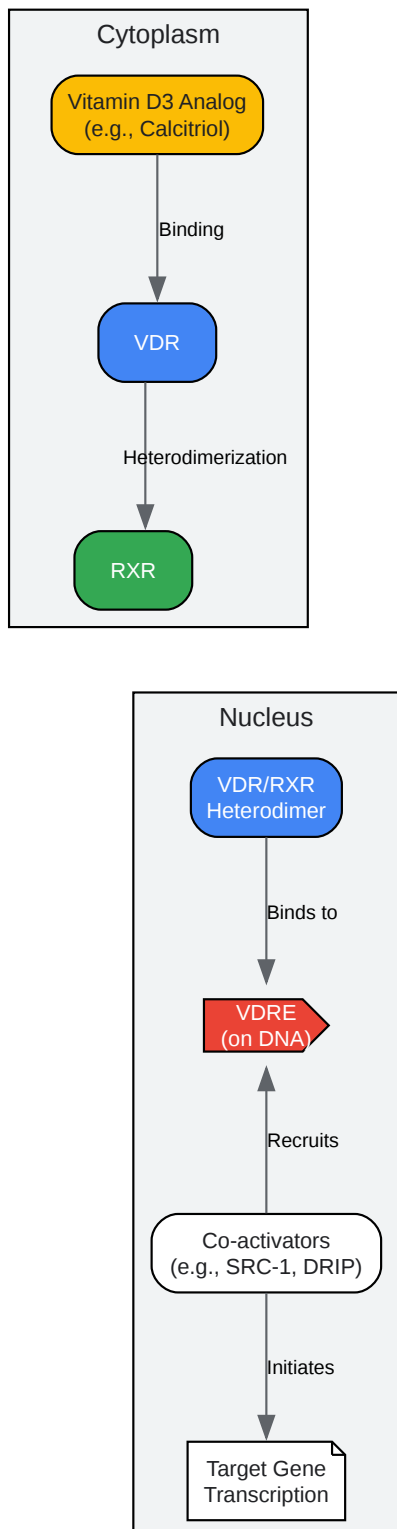 Cytoplasm
Vitamin D3 Analog
(e.g., Calcitriol)
Binding
VDR
Heterodimerization
RXR
Nucleus
VDR/RXR
Heterodimer
Binds to
VDRE
(on DNA)
Recruits
Co-activators
(e.g., SRC-1, DRIP)
Initiates
Target Gene
Transcription